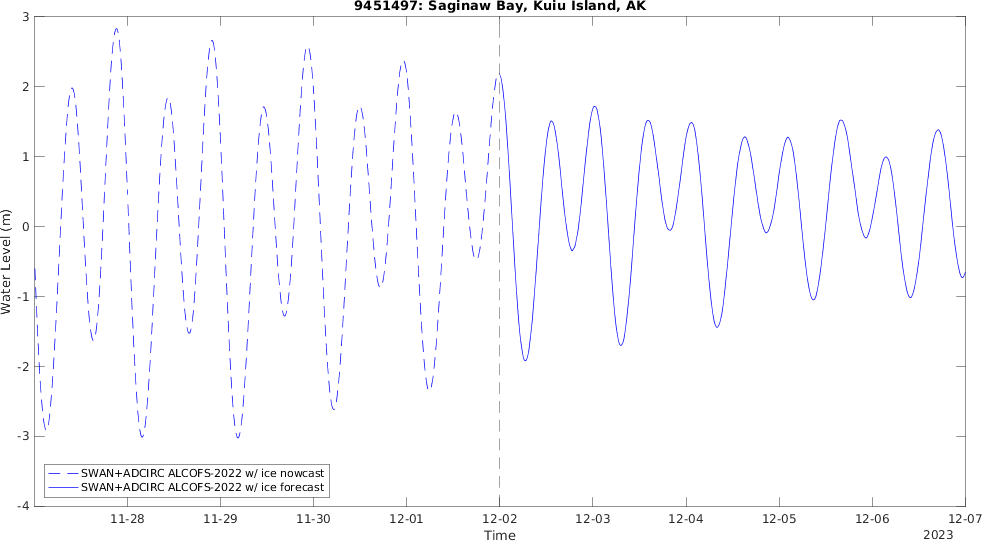 9451497: Saginaw Bay, Kuiu Island, AK
3
2
1
0
-1
-2
-3
-4
Water Level (m)
SWAN+ADCIRC ALCOFS-2022 w/ ice nowcast
SWAN+ADCIRC ALCOFS-2022 w/ ice forecast
11-28 11-29 11-30 12-01 12-02 12-03 12-04 12-05 12-06 12-07
Time
2023